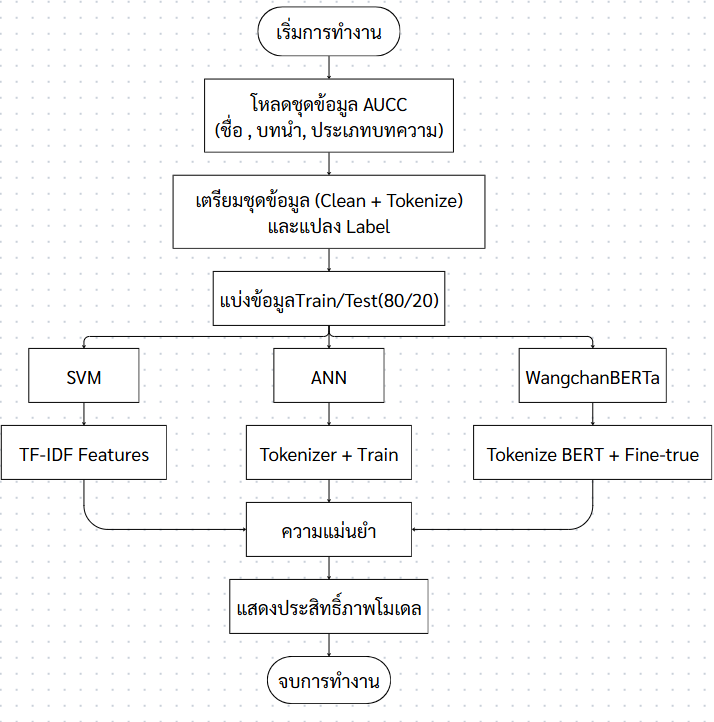 เริ่มการทำงาน
โหลดชุดข้อมูล AUCC
(ชื่อ , บทนำ, ประเภทบทความ)
เตรียมชุดข้อมูล (Clean + Tokenize)
และแปลง Label
แบ่งข้อมูลTrain/Test(80/20)
SVM
ANN
WangchanBERTa
TF-IDF Features
Tokenizer + Train
Tokenize BERT + Fine-true
ความแม่นยำ
แสดงประสิทธิ์ภาพโมเดล
จบการทำงาน